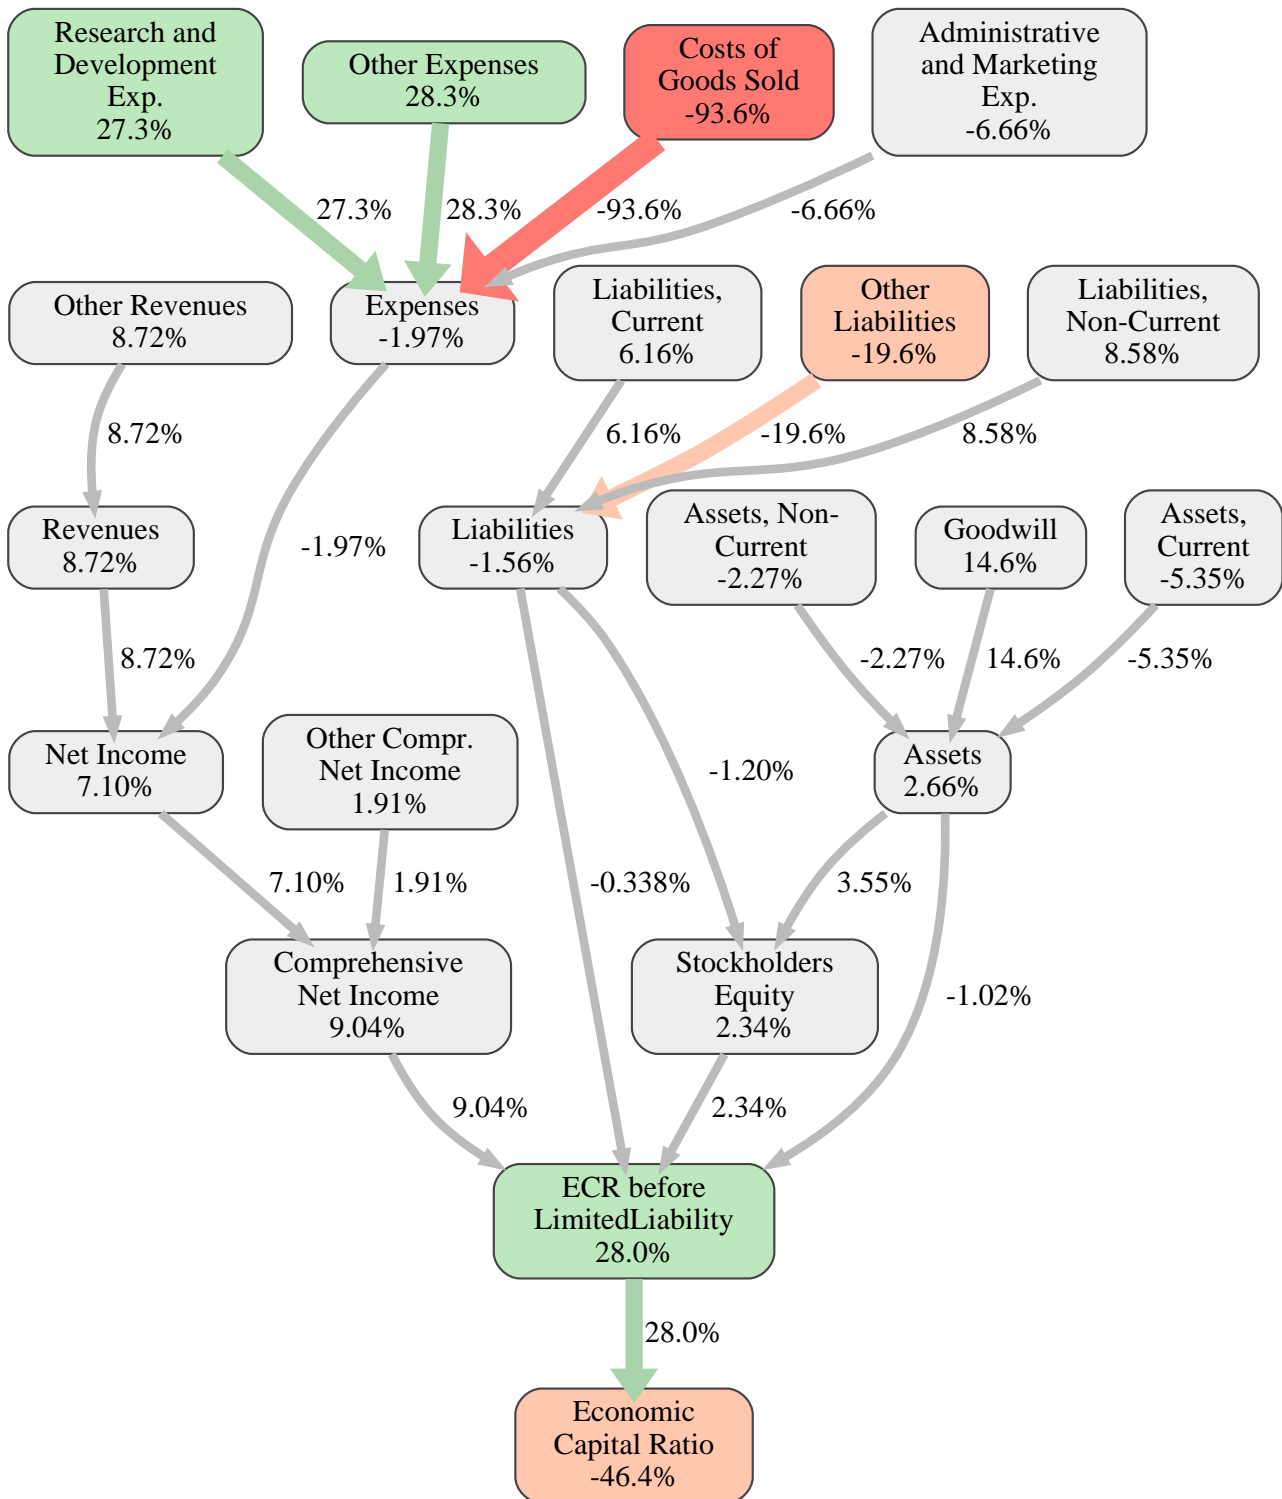 Research and
Development
Exp.
27.3%
Other Expenses
28.3%
Costs of
Goods Sold
-93.6%
Administrative
and Marketing
Exp.
-6.66%
27.3%
28.3%
-93.6%
-6.66%
Other Revenues
8.72%
Expenses
-1.97%
Liabilities,
Current
6.16%
Other
Liabilities
-19.6%
Liabilities,
Non-Current
8.58%
8.72%
6.16%
-19.6%
8.58%
Revenues
8.72%
-1.97%
Liabilities
-1.56%
Assets, Non-
Current
-2.27%
Goodwill
14.6%
Assets,
Current
-5.35%
8.72%
-2.27%
14.6%
-5.35%
Net Income
7.10%
Other Compr.
Net Income
1.91%
-1.20%
Assets
2.66%
7.10%
1.91%
-0.338%
3.55%
Comprehensive
Net Income
9.04%
Stockholders
Equity
2.34%
-1.02%
9.04%
2.34%
ECR before
LimitedLiability
28.0%
28.0%
Economic
Capital Ratio
-46.4%